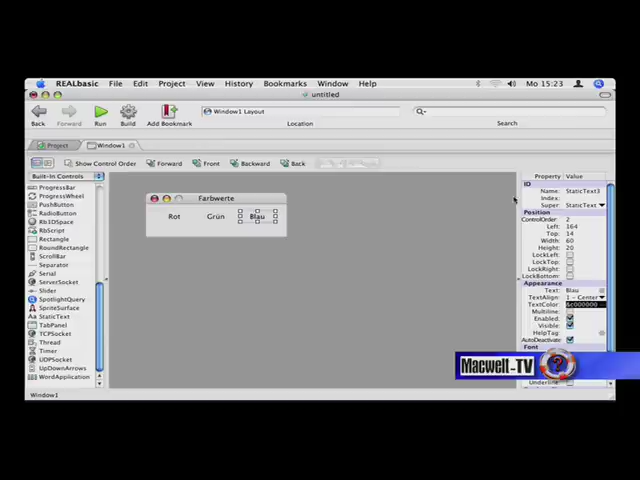 REALbasic File Edit Project View History Bookmarks Window Help Mo 15:23
untitled
Window1 Layout
Back Forward Run Build Add Bookmark Location Search
Project Window1
Show Control Order Forward Front Backward Back
Built-In Controls
ProgressBar
ProgressWheel
PushButton
RadioButton
Rb3DSpace
RbScript
Rectangle
RoundRectangle
ScrollBar
Separator
Serial
ServerSocket
Slider
SpotlightQuery
SpriteSurface
StaticText
TabPanel
TCPSocket
Thread
Timer
UDPSocket
UpDownArrows
WordApplication
Farbwerte
Rot Grün Blau
Property Value
ID
Name: StaticText3
Index:
Super: StaticText
Position
ControlOrder 2
Left: 164
Top: 14
Width: 60
Height: 20
LockLeft:
LockTop:
LockRight:
LockBottom:
Appearance
Text: Blau
TextAlign: 1 - Center
TextColor: &c000000
Multiline:
Enabled:
Visible:
HelpTag:
AutoDeactivate
Font
Underline:
Macwell-TV
?
Window1